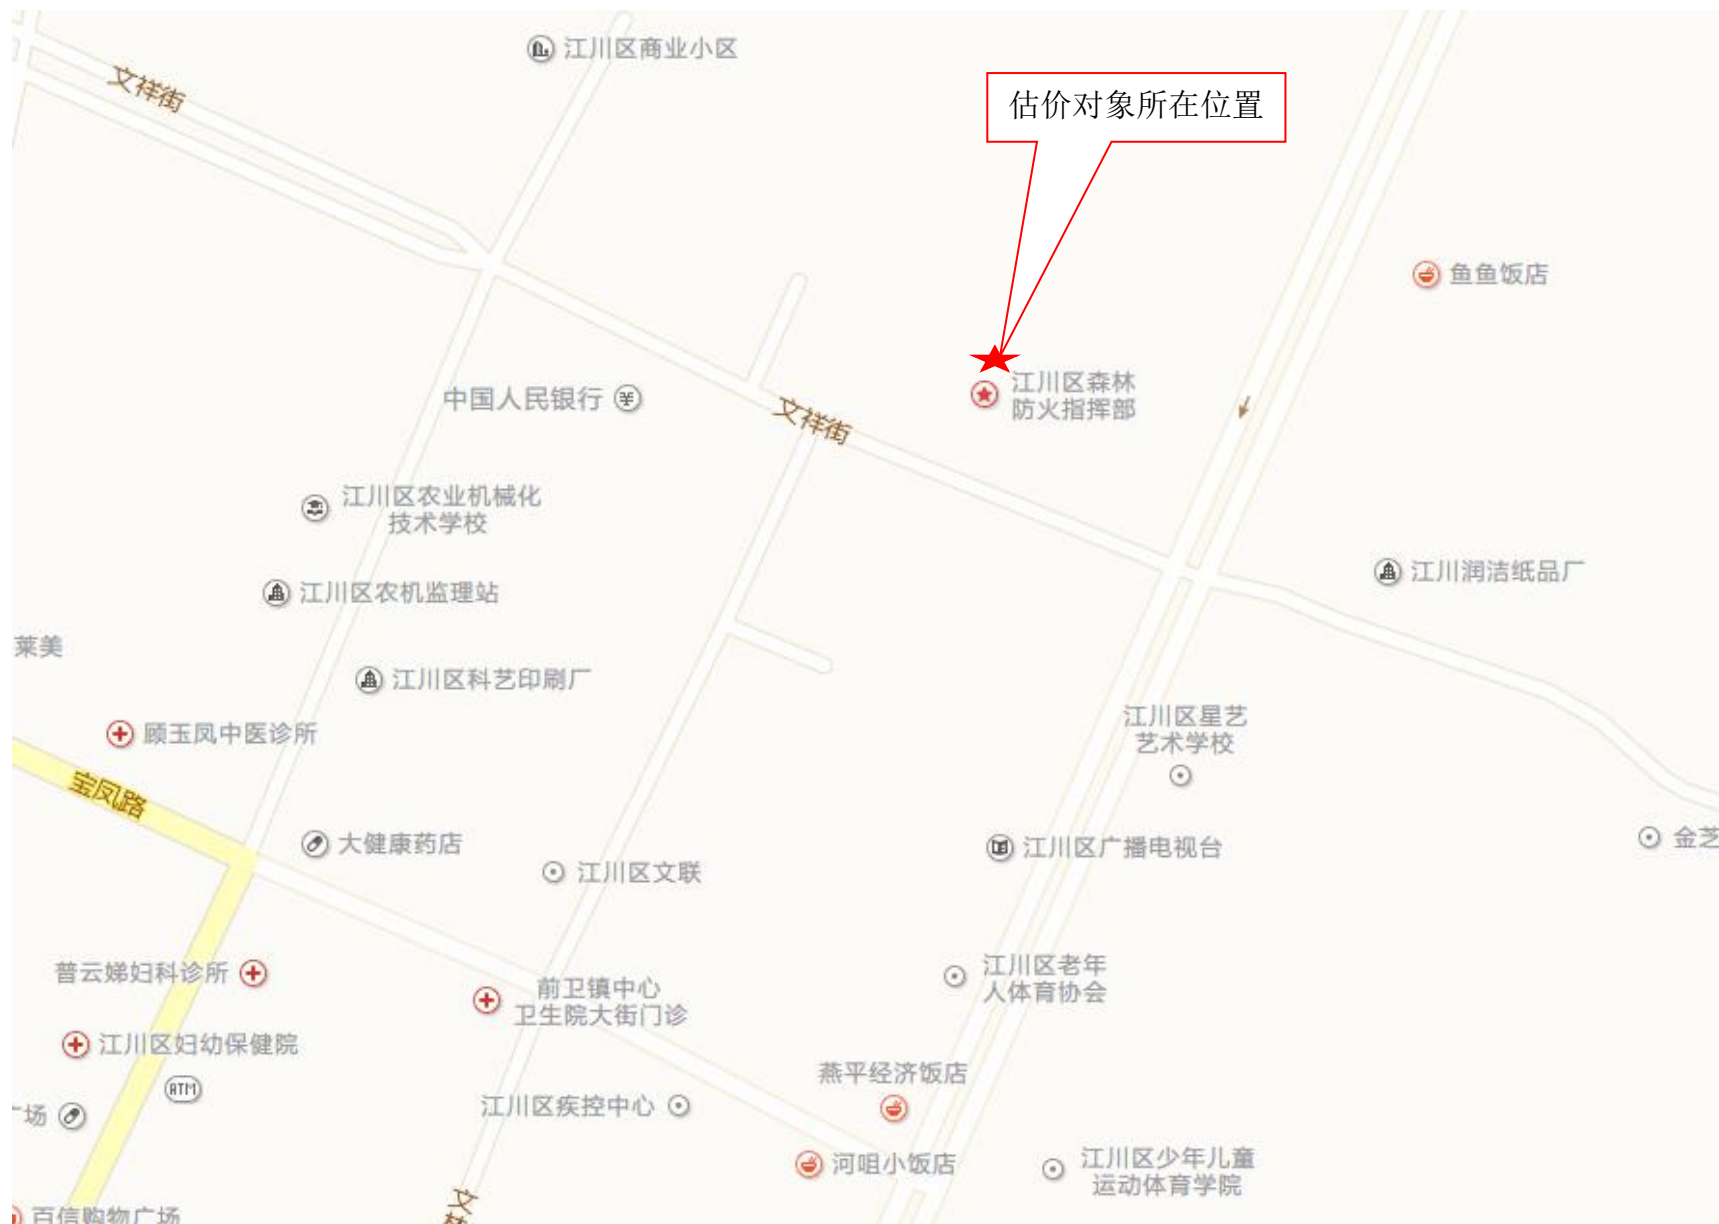 江川区商业小区
文祥街
估价对象所在位置
鱼鱼饭店
江川区森林
防火指挥部
中国人民银行
文祥街
江川区农业机械化
技术学校
江川润洁纸品厂
江川区农机监理站
莱美
江川区科艺印刷厂
顾玉凤中医诊所
江川区星艺
艺术学校
宝凤路
大健康药店
江川区广播电视台
金芝
江川区文联
普云娣妇科诊所
江川区老年
人体育协会
前卫镇中心
卫生院大街门诊
江川区妇幼保健院
燕平经济饭店
ATM
场
江川区疾控中心
河咀小饭店
江川区少年儿童
运动体育学院
文
百信购物广场